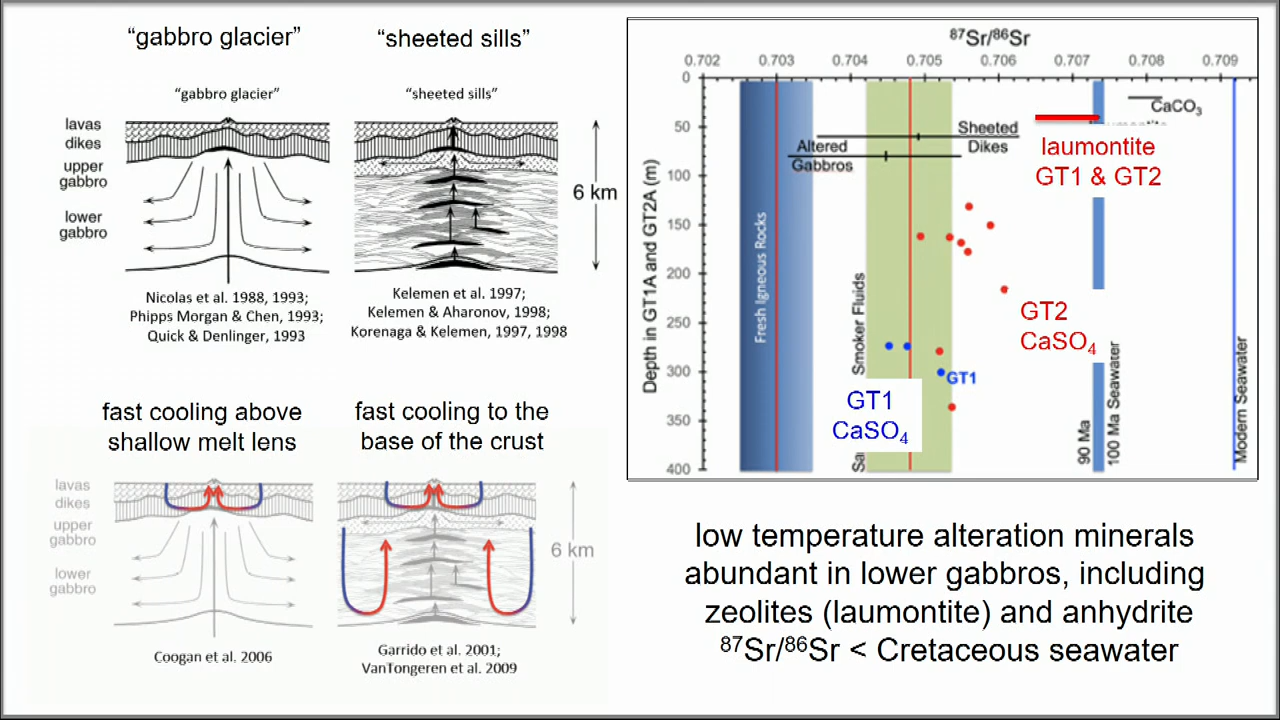 “gabbro glacier”
“sheeted sills”
“gabbro glacier”
“sheeted sills”
lavas
dikes
upper
gabbro
lower
gabbro
6 km
Nicolas et al. 1988, 1993;
Phipps Morgan & Chen, 1993;
Quick & Denlinger, 1993
Kelemen et al. 1997;
Kelemen & Aharonov, 1998;
Korenaga & Kelemen, 1997, 1998
fast cooling above
shallow melt lens
fast cooling to the
base of the crust
lavas
dikes
upper
gabbro
lower
gabbro
6 km
Coogan et al. 2006
Garrido et al. 2001;
VanTongeren et al. 2009
⁸⁷Sr/⁸⁶Sr
0.702 0.703 0.704 0.705 0.706 0.707 0.708 0.709
Depth in GT1A and GT2A (m)
0
50
100
150
200
250
300
350
400
CaCO₃
Sheeted
Dikes
Altered
Gabbros
laumontite
GT1 & GT2
Fresh Igneous Rocks
Smoker Fluids
GT2
CaSO₄
GT1
GT1
CaSO₄
90 Ma
100 Ma Seawater
Modern Seawater
low temperature alteration minerals
abundant in lower gabbros, including
zeolites (laumontite) and anhydrite
⁸⁷Sr/⁸⁶Sr < Cretaceous seawater